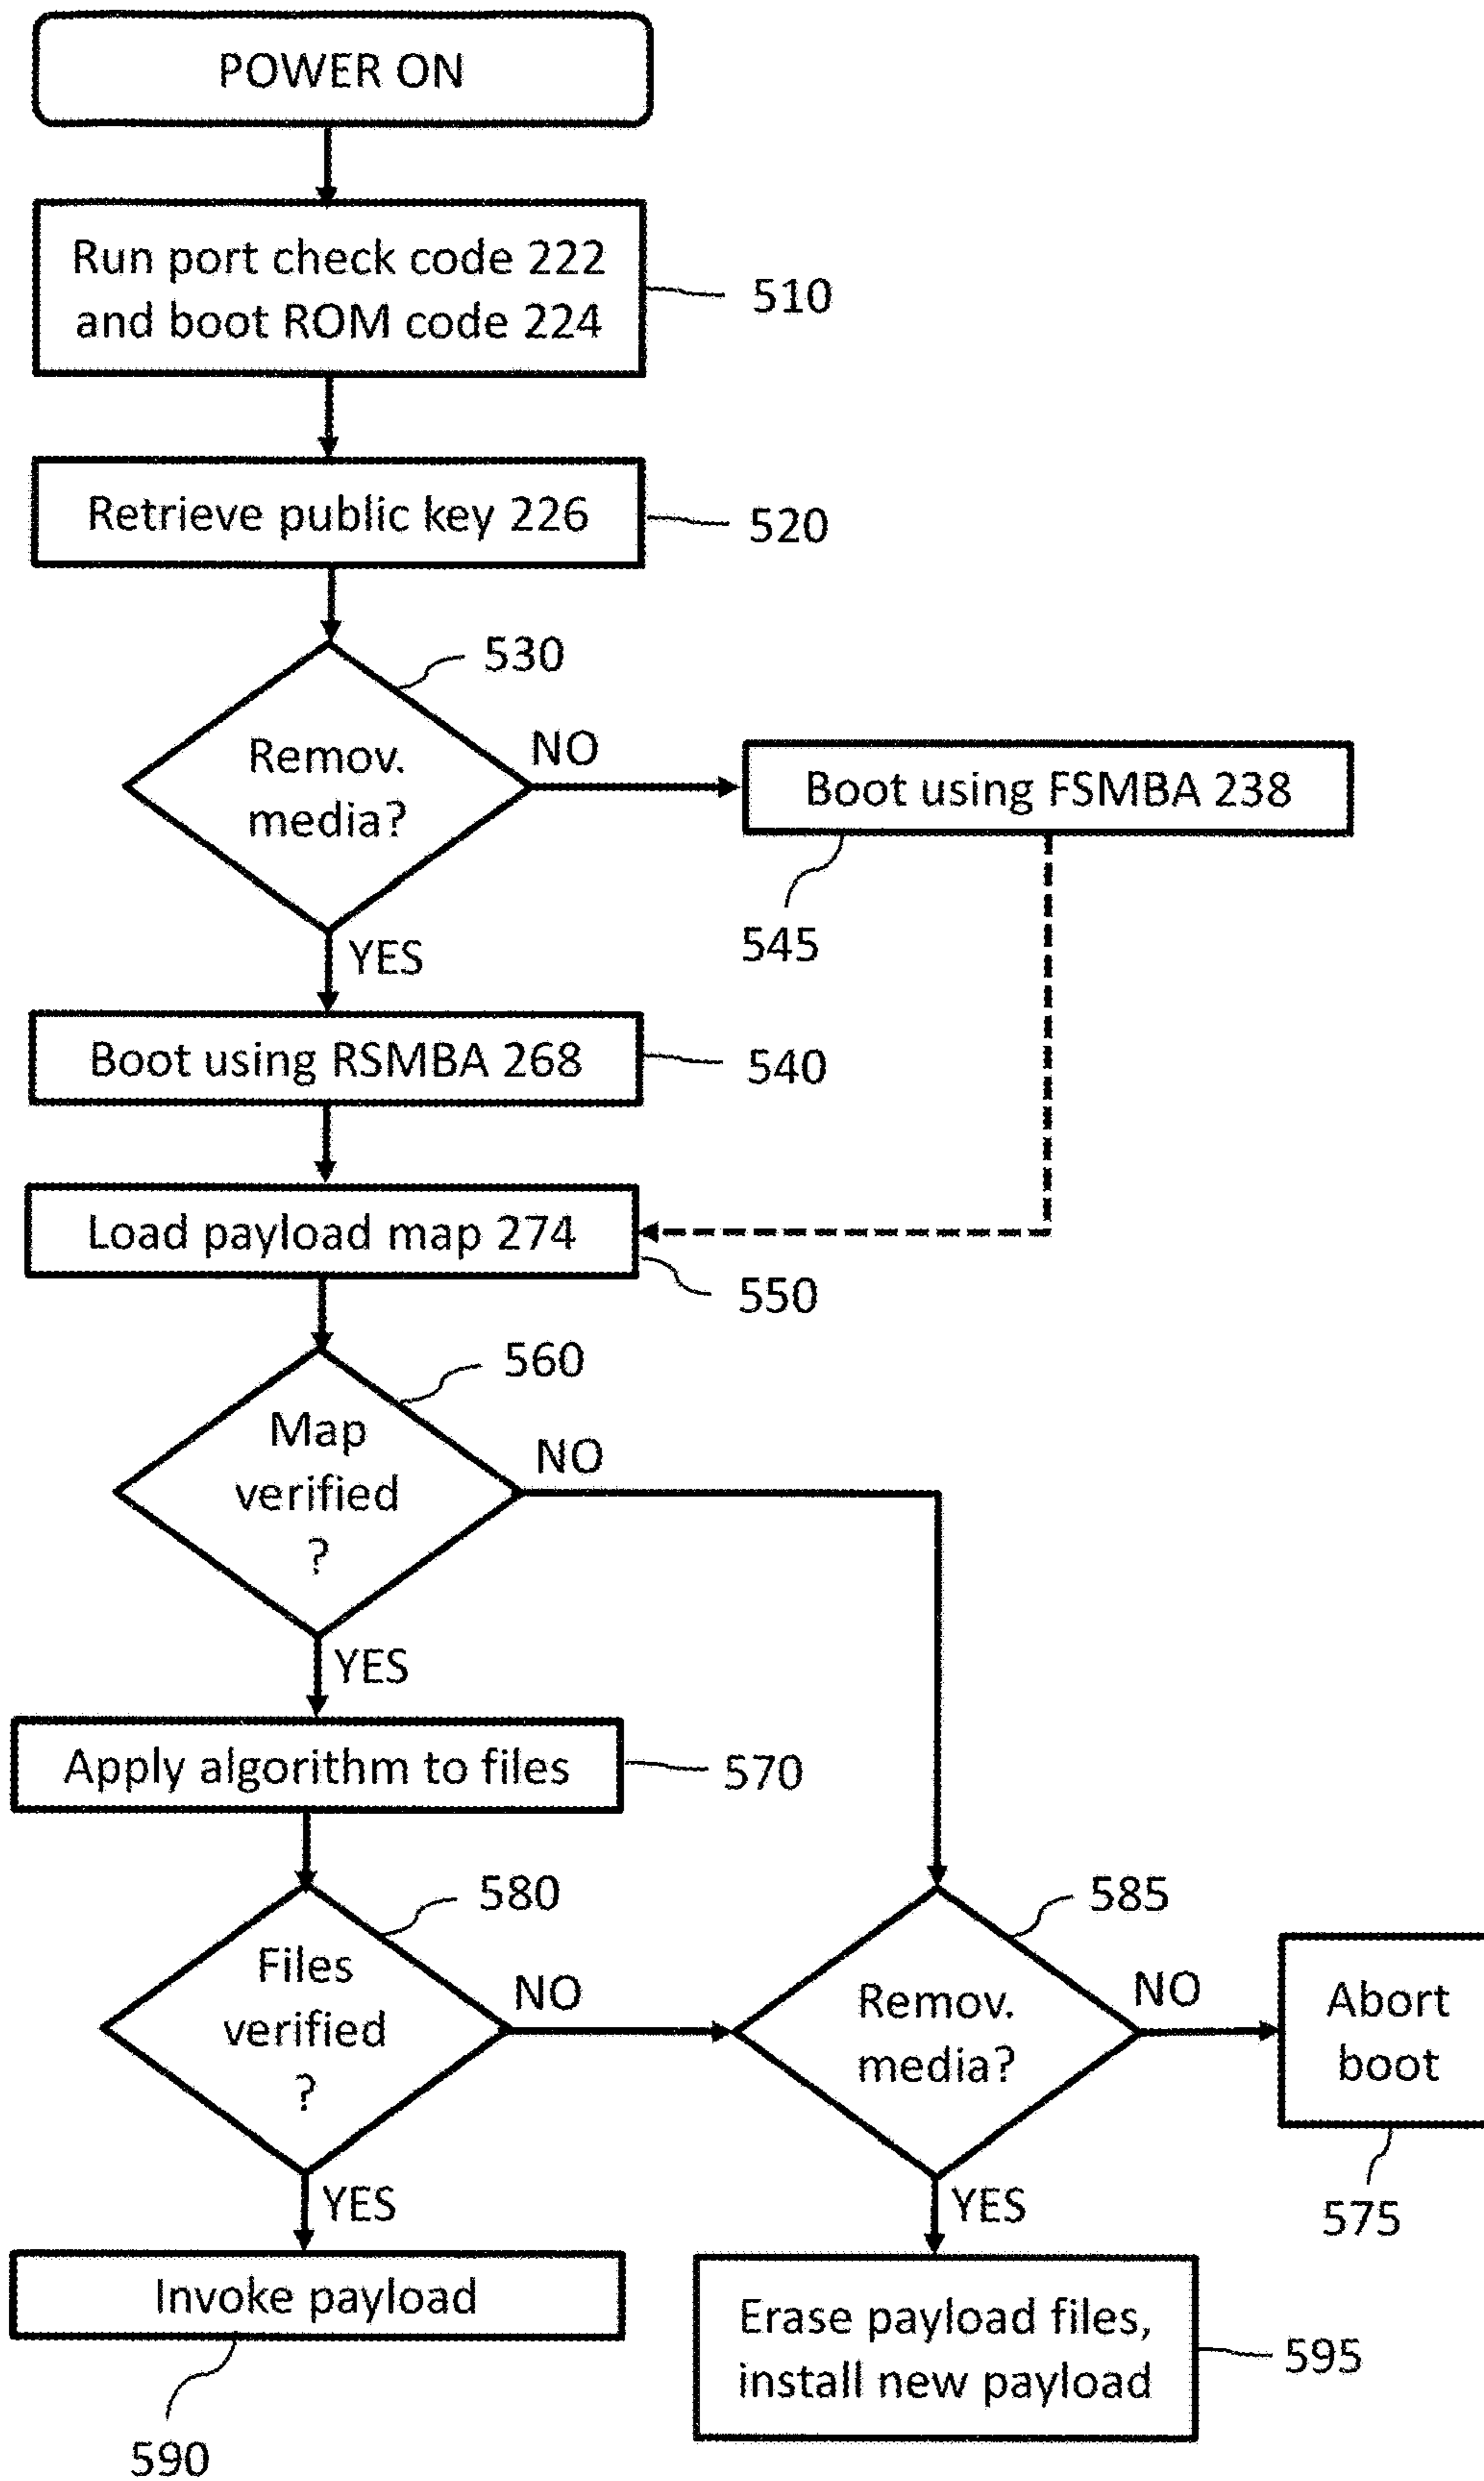 POWER ON
Run port check code 222
and boot ROM code 224
510
Retrieve public key 226
520
530
Remov.
media?
NO
Boot using FSMBA 238
545
YES
Boot using RSMBA 268
540
Load payload map 274
550
560
Map
verified
?
NO
YES
Apply algorithm to files
570
580
Files
verified
?
NO
585
Remov.
media?
NO
Abort
boot
575
YES
Invoke payload
590
YES
Erase payload files,
install new payload
595